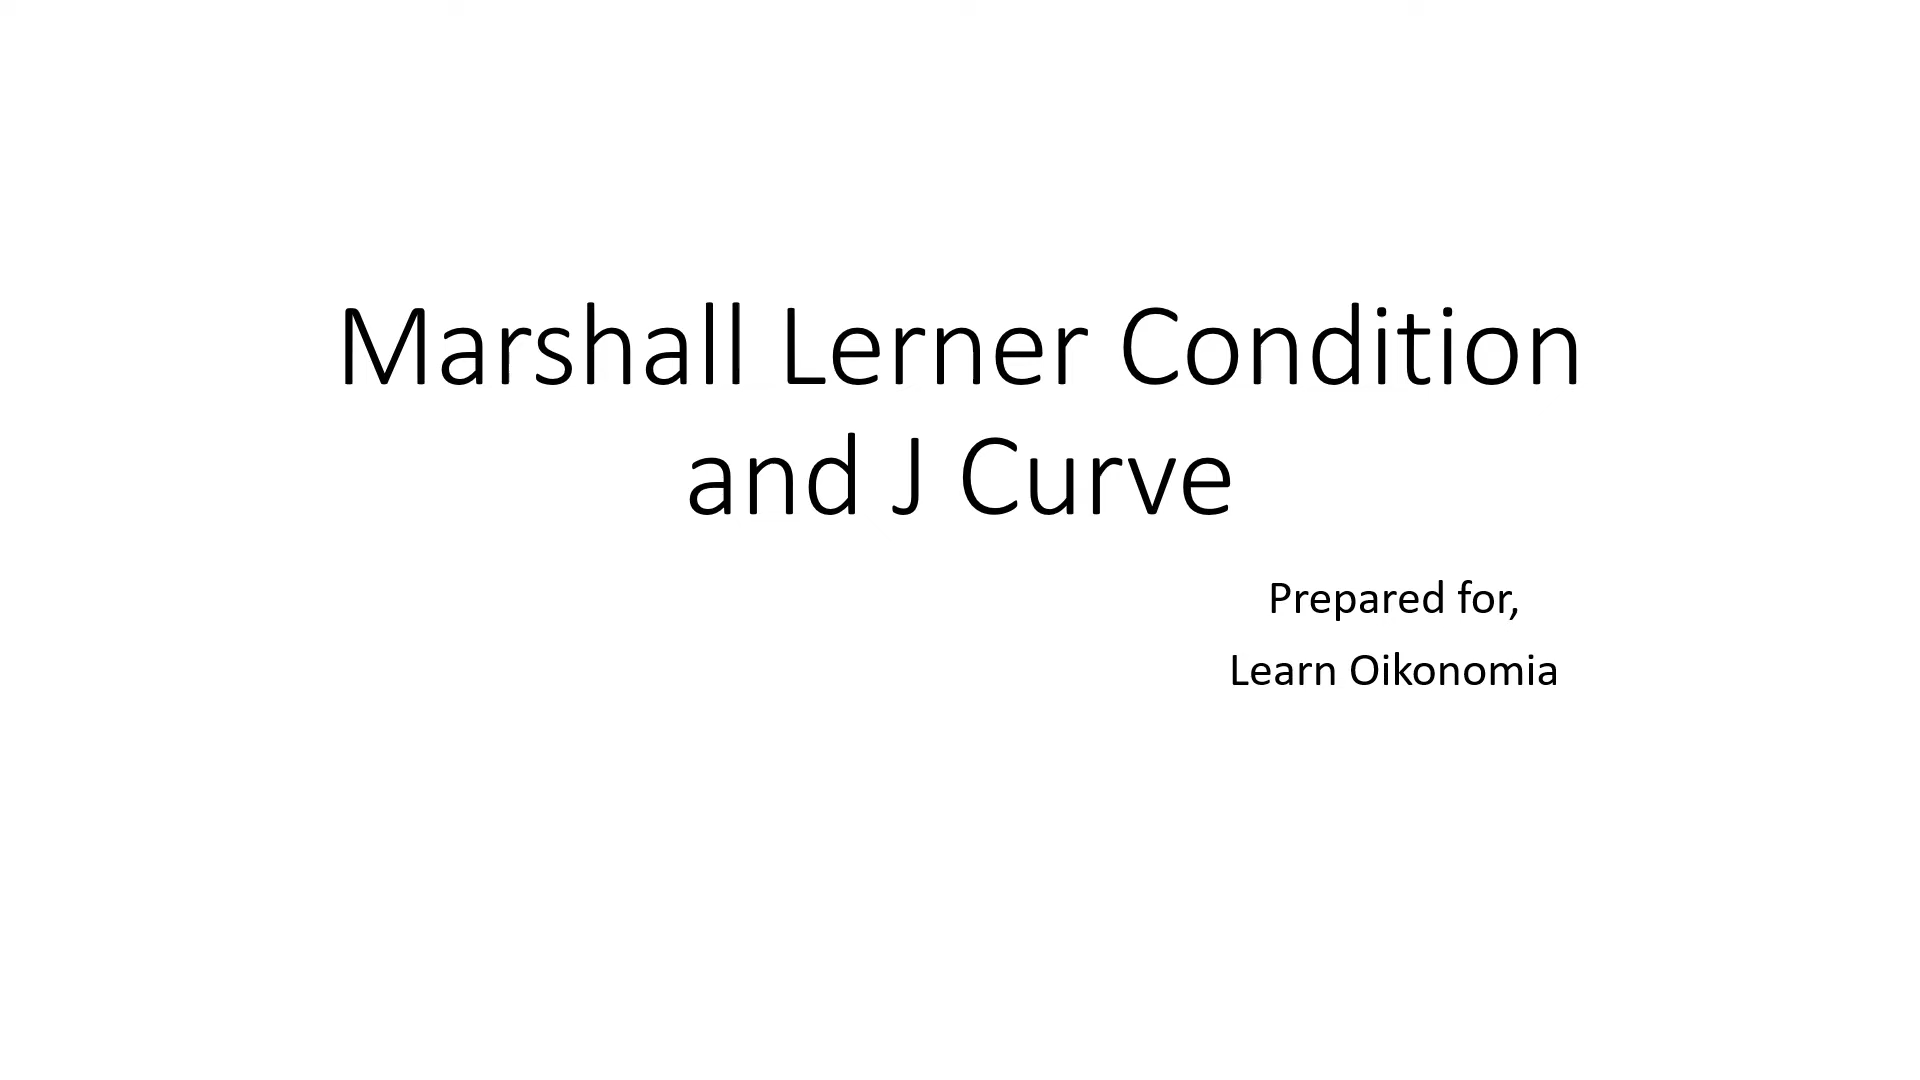 Marshall Lerner Condition
and J Curve
Prepared for,
Learn Oikonomia